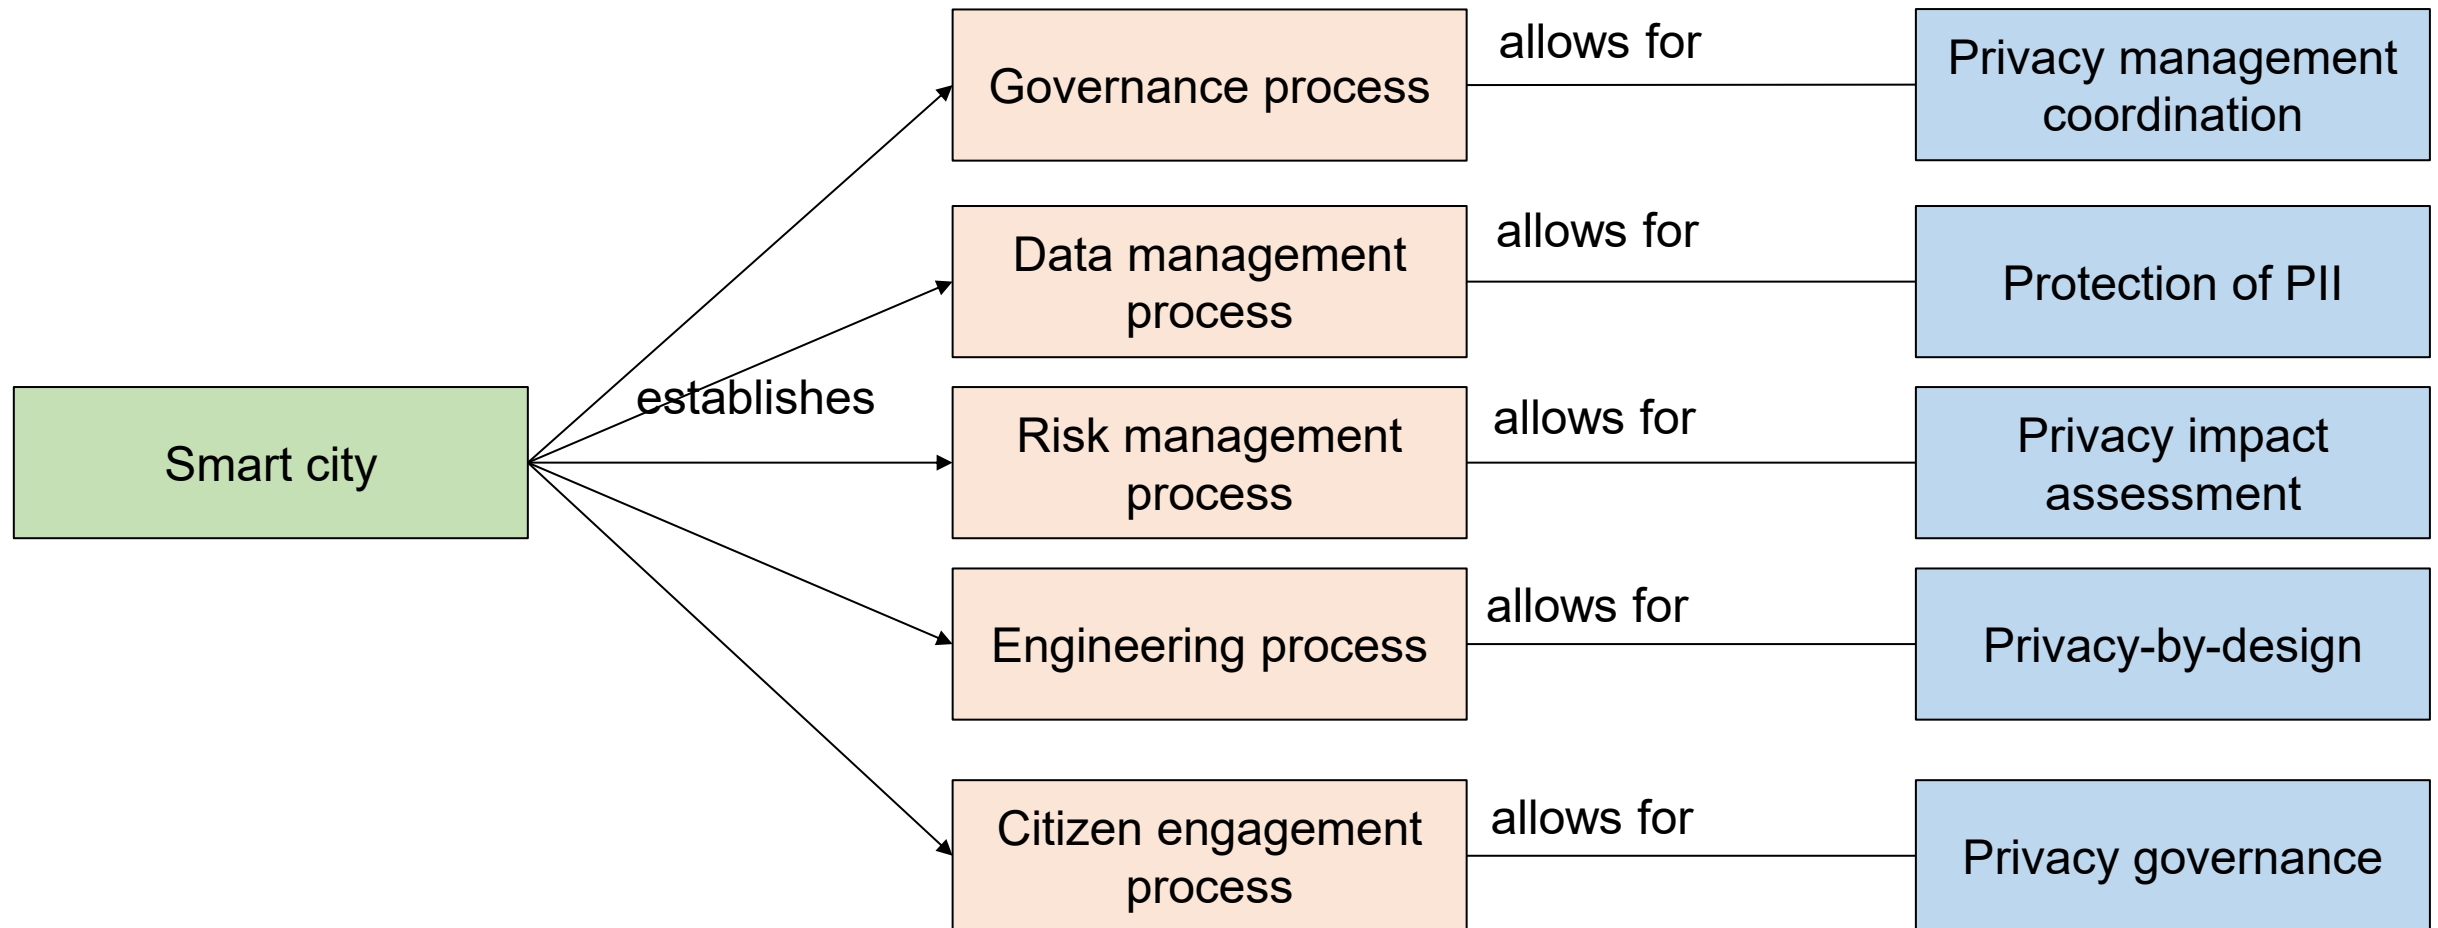 Governance process
allows for
Privacy management
coordination
Data management
process
allows for
Protection of PII
Smart city
establishes
Risk management
process
allows for
Privacy impact
assessment
Engineering process
allows for
Privacy-by-design
Citizen engagement
process
allows for
Privacy governance